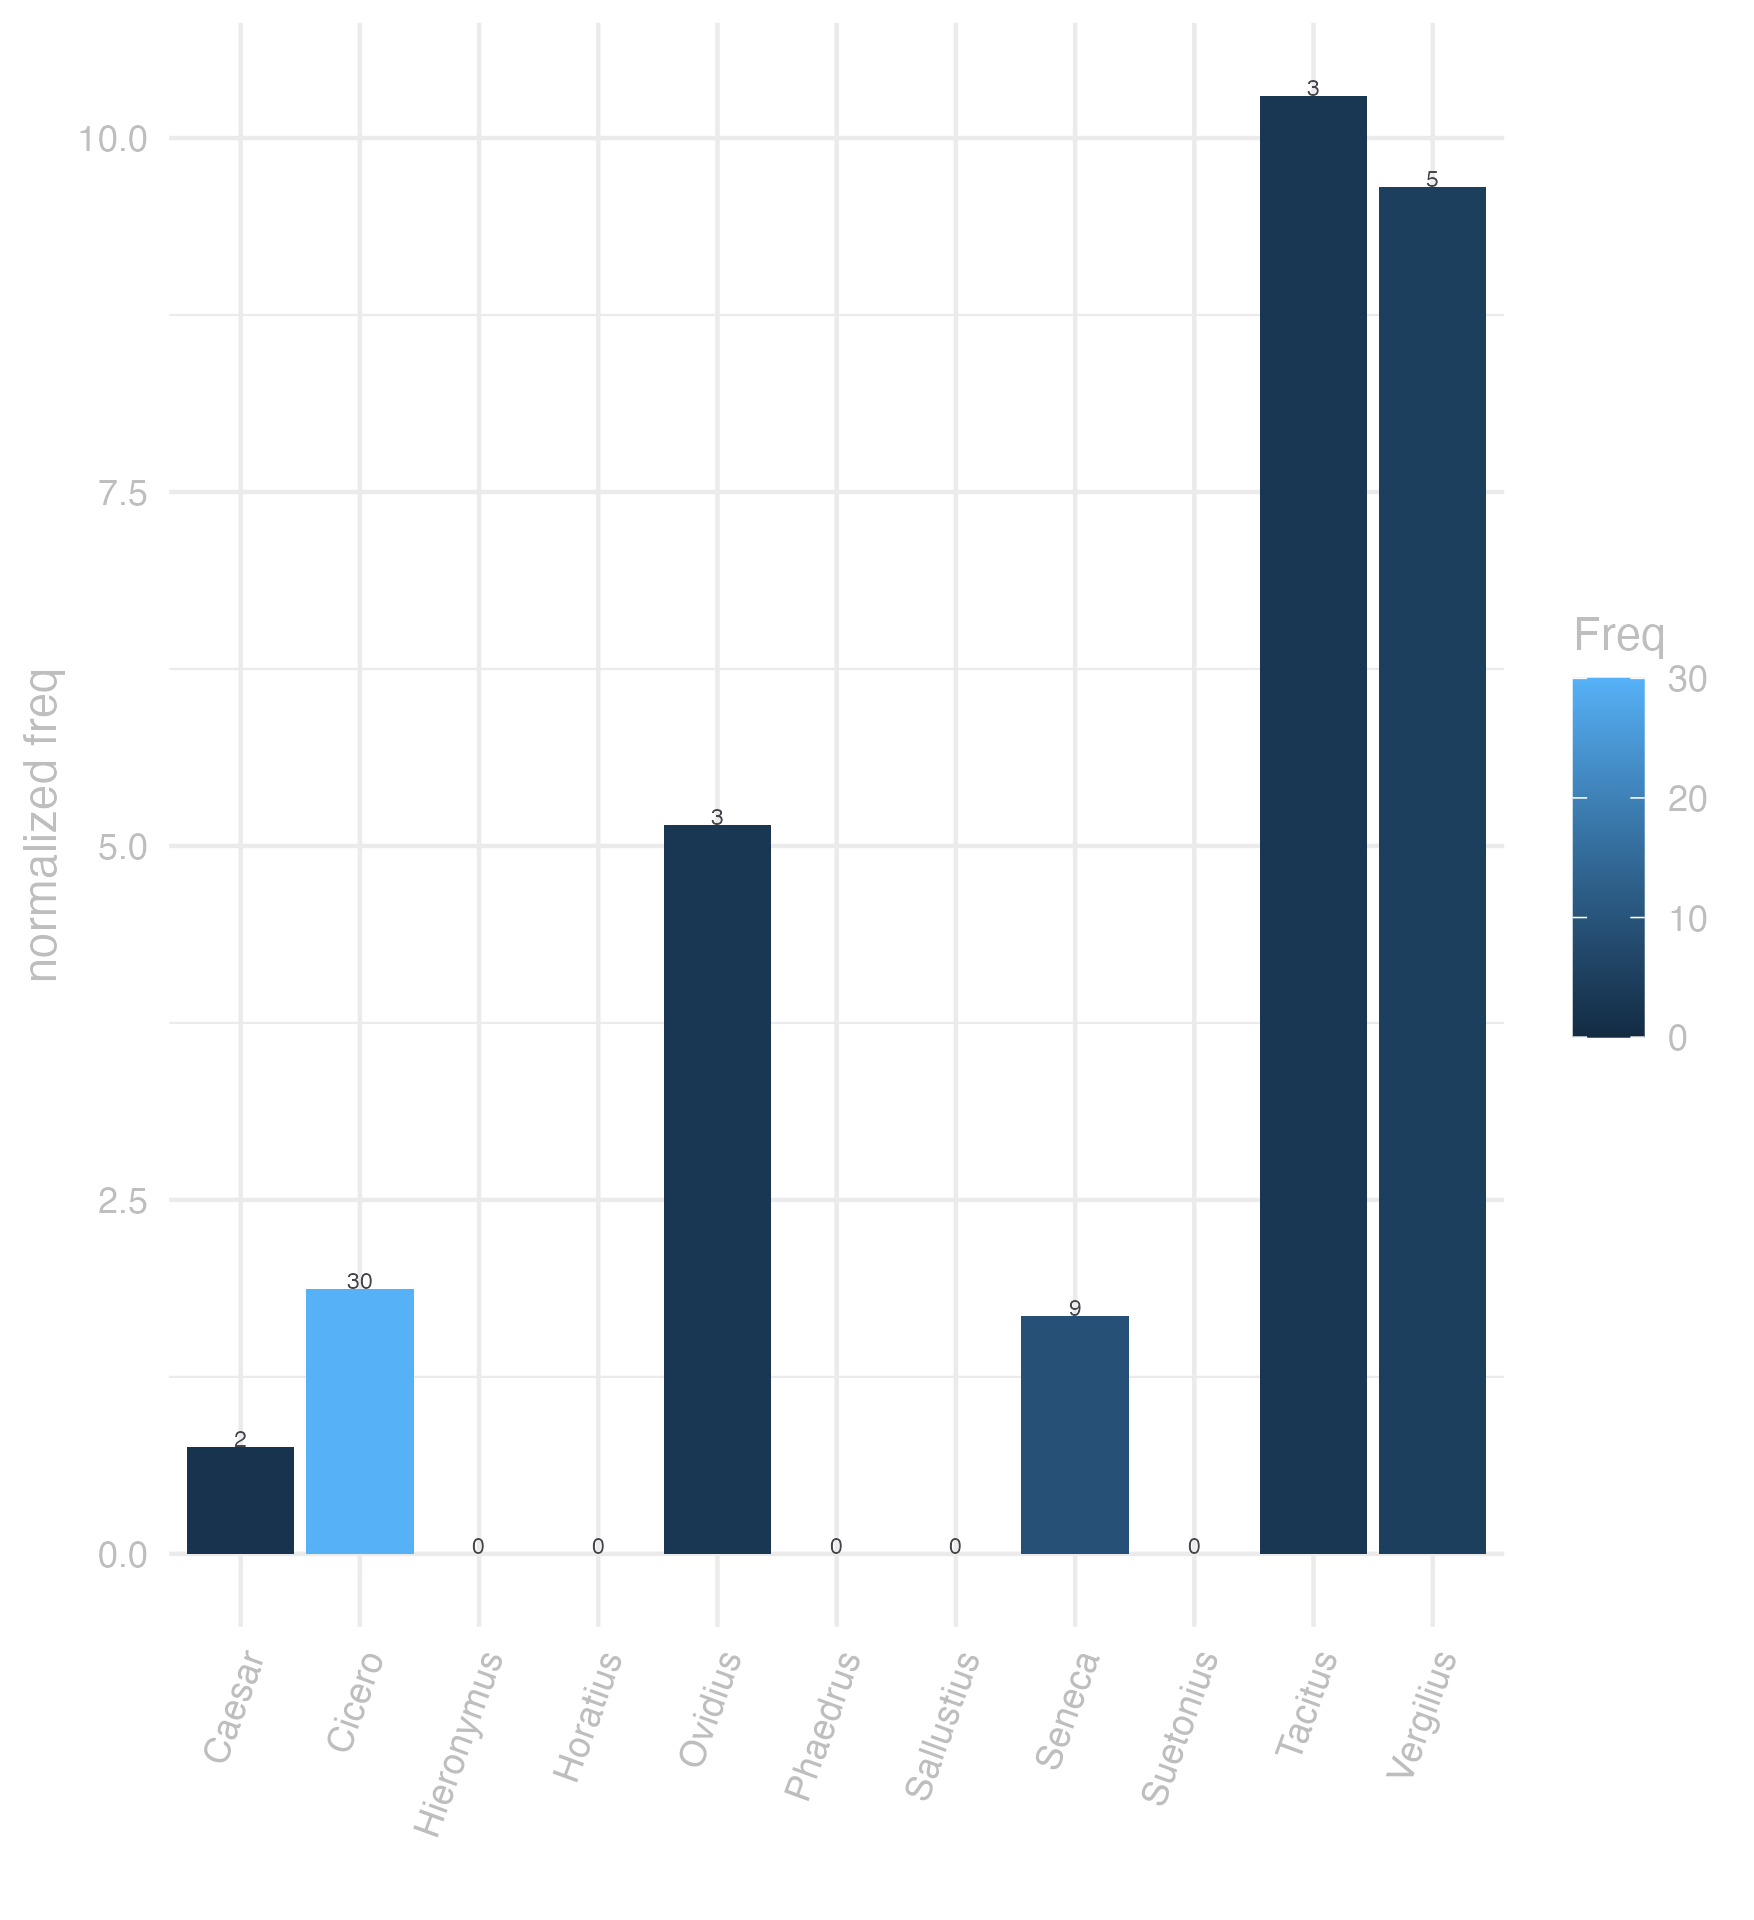 normalized freq
10.0
7.5
5.0
2.5
0.0
2
30
0
0
3
0
0
9
0
3
5
Caesar
Cicero
Hieronymus
Horatius
Ovidius
Phaedrus
Sallustius
Seneca
Suetonius
Tacitus
Vergilius
Freq
30
20
10
0